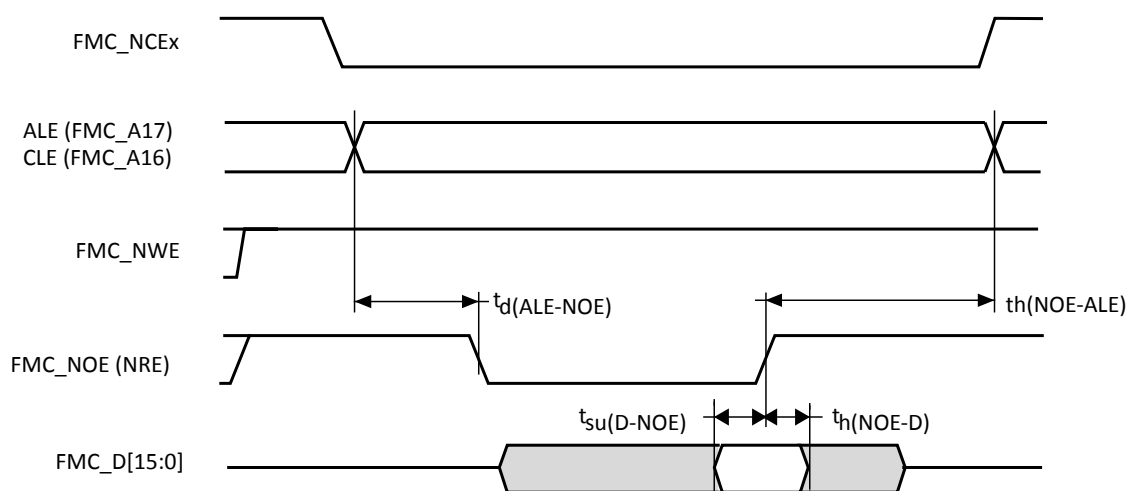 FMC_NCEx
ALE (FMC_A17)
CLE (FMC_A16)
FMC_NWE
td(ALE-NOE)
th(NOE-ALE)
FMC_NOE (NRE)
tsu(D-NOE)
th(NOE-D)
FMC_D[15:0]